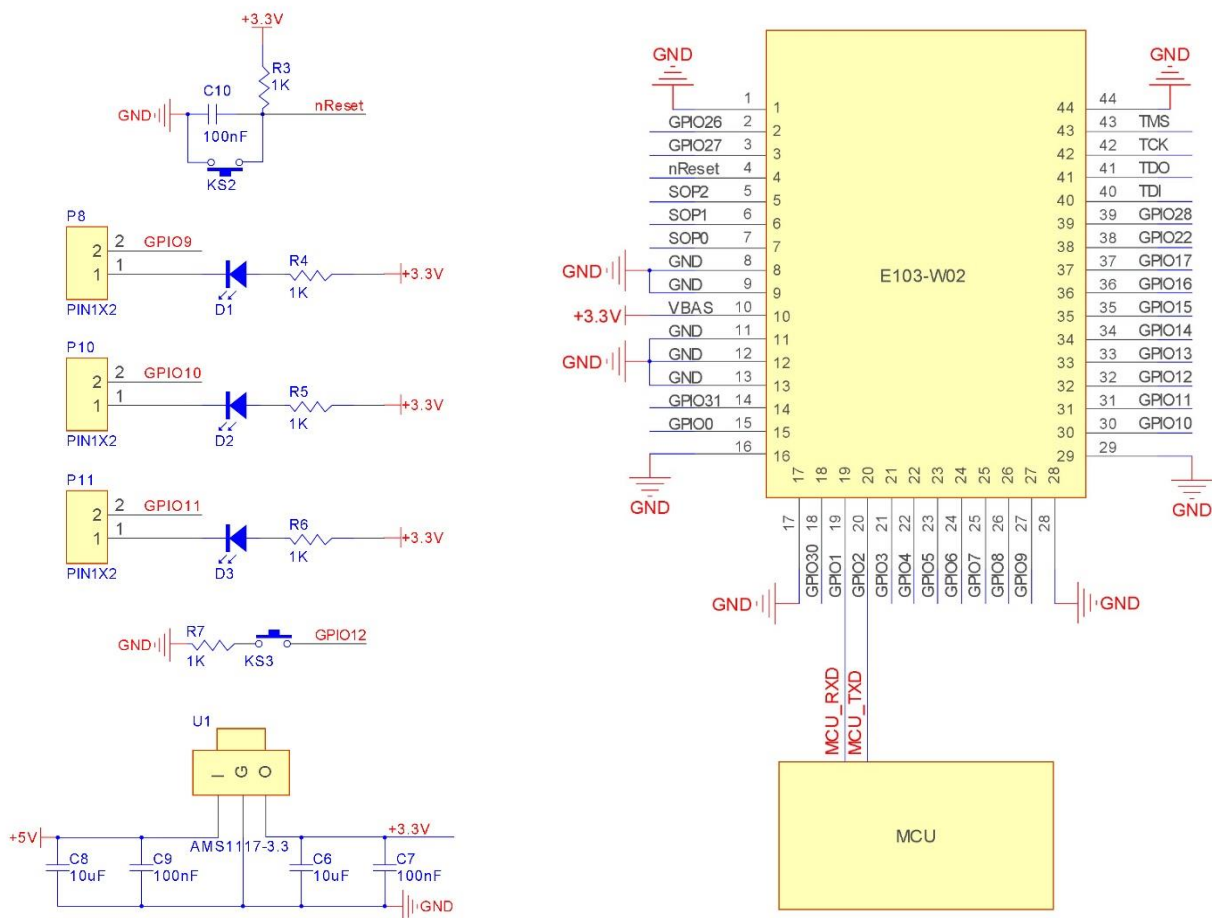 +3.3V
R3
1K
C10
GND
100nF
nReset
KS2
P8
2
2
GPIO9
1
1
PIN1X2
D1
R4
1K
+3.3V
P10
2
2
GPIO10
1
1
PIN1X2
D2
R5
1K
+3.3V
P11
2
2
GPIO11
1
1
PIN1X2
D3
R6
1K
+3.3V
GND
R7
1K
KS3
GPIO12
U1
I
G
O
+5V
AMS1117-3.3
+3.3V
C8
10uF
C9
100nF
C6
10uF
C7
100nF
GND
GND
1
1
GPIO26
2
2
GPIO27
3
3
nReset
4
4
SOP2
5
5
SOP1
6
6
SOP0
7
7
GND
GND
8
8
GND
9
9
+3.3V
VBAS
10
10
GND
11
11
GND
GND
12
12
GND
13
13
GPIO31
14
14
GPIO0
15
15
16
16
GND
E103-W02
GND
44
44
43
43
TMS
42
42
TCK
41
41
TDO
40
40
TDI
39
39
GPIO28
38
38
GPIO22
37
37
GPIO17
36
36
GPIO16
35
35
GPIO15
34
34
GPIO14
33
33
GPIO13
32
32
GPIO12
31
31
GPIO11
30
30
GPIO10
29
29
GND
17
18
19
20
21
22
23
24
25
26
27
28
17
18
19
20
21
22
23
24
25
26
27
28
GND
GPIO30
GPIO1
GPIO2
GPIO3
GPIO4
GPIO5
GPIO6
GPIO7
GPIO8
GPIO9
GND
MCU_RXD
MCU_TXD
MCU